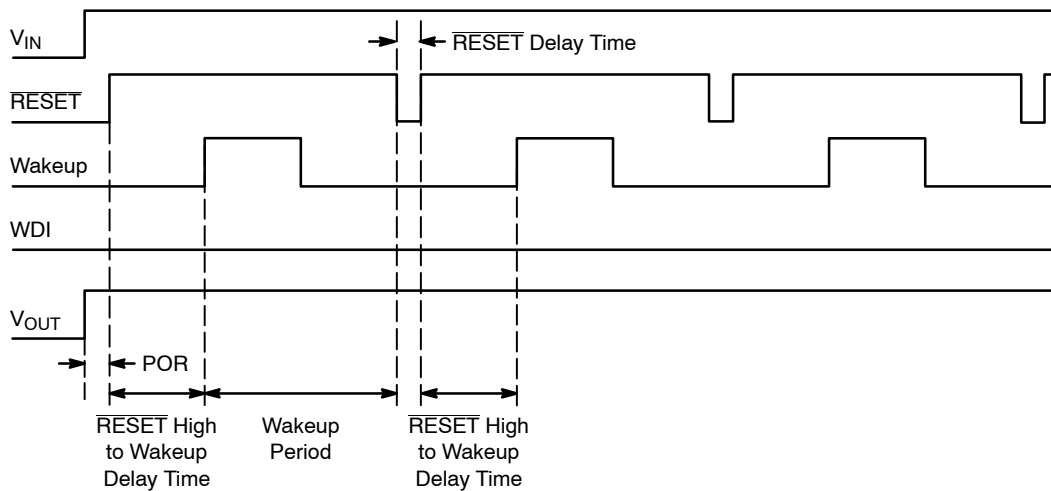 VIN
RESET Delay Time
RESET
Wakeup
WDI
VOUT
POR
RESET High
to Wakeup
Delay Time
Wakeup
Period
RESET High
to Wakeup
Delay Time